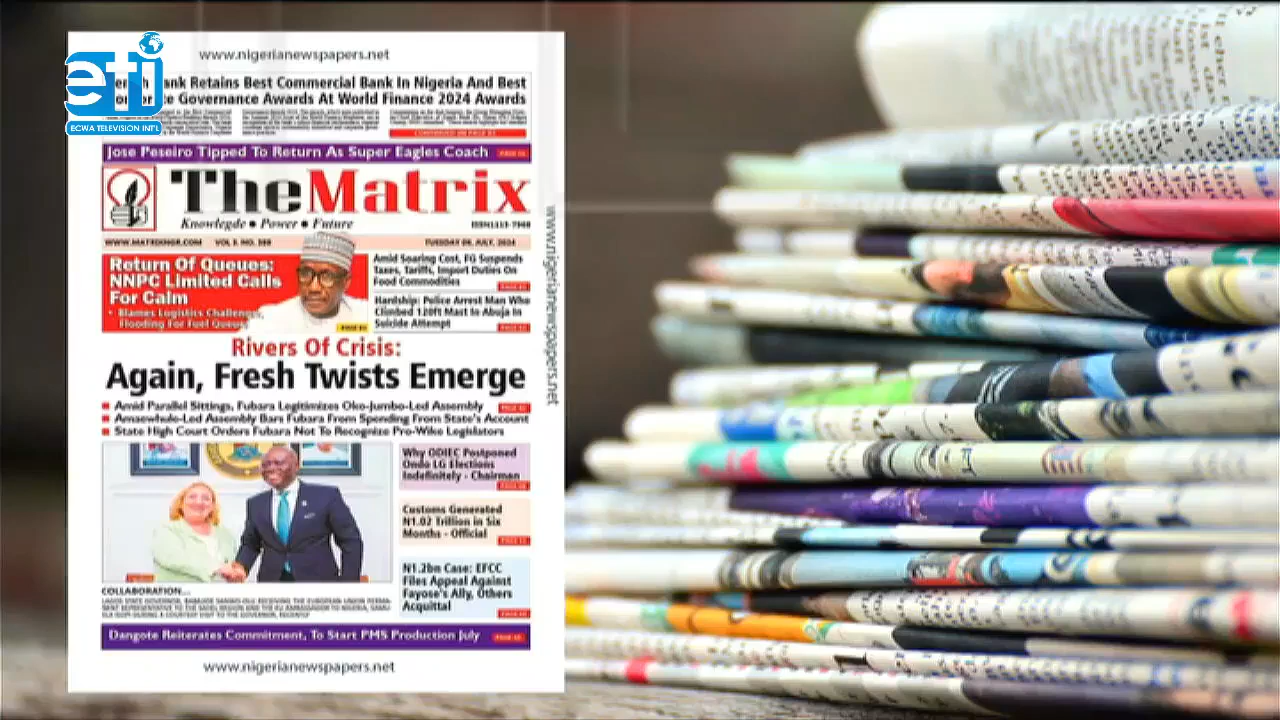 eti
ECWA TELEVISION INTL
www.nigerianewspapers.net
Bank Retains Best Commercial Bank In Nigeria And Best
Governance Awards At World Finance 2024 Awards
Jose Peseiro Tipped To Return As Super Eagles Coach
TheMatrix
Knowlegde • Power • Future
WWW.MATRIXNGR.COM VOL 3. NO.
TUESDAY 09, JULY, 2024
Return Of Queues:
NNPC Limited Calls
For Calm
• Blames Logistics Challenges,
Flooding For Fuel Queues
Amid Soaring Cost, FG Suspends
Taxes, Tariffs, Import Duties On
Food Commodities
Hardship: Police Arrest Man Who
Climbed 120ft Mast In Abuja In
Suicide Attempt
Rivers Of Crisis:
Again, Fresh Twists Emerge
Amid Parallel Sittings, Fubara Legitimizes Oko-Jumbo-Led Assembly
Amaewhule-Led Assembly Bars Fubara From Spending From State's Account
State High Court Orders Fubara Not To Recognize Pro-Wike Legislators
Why ODIEC Postponed
Ondo LG Elections
Indefinitely - Chairman
Customs Generated
N1.02 Trillion in Six
Months - Official
N1.2bn Case: EFCC
Files Appeal Against
Fayose's Ally, Others
Acquittal
COLLABORATION...
Dangote Reiterates Commitment, To Start PMS Production July
www.nigerianewspapers.net
www.nigerianewspapers.net